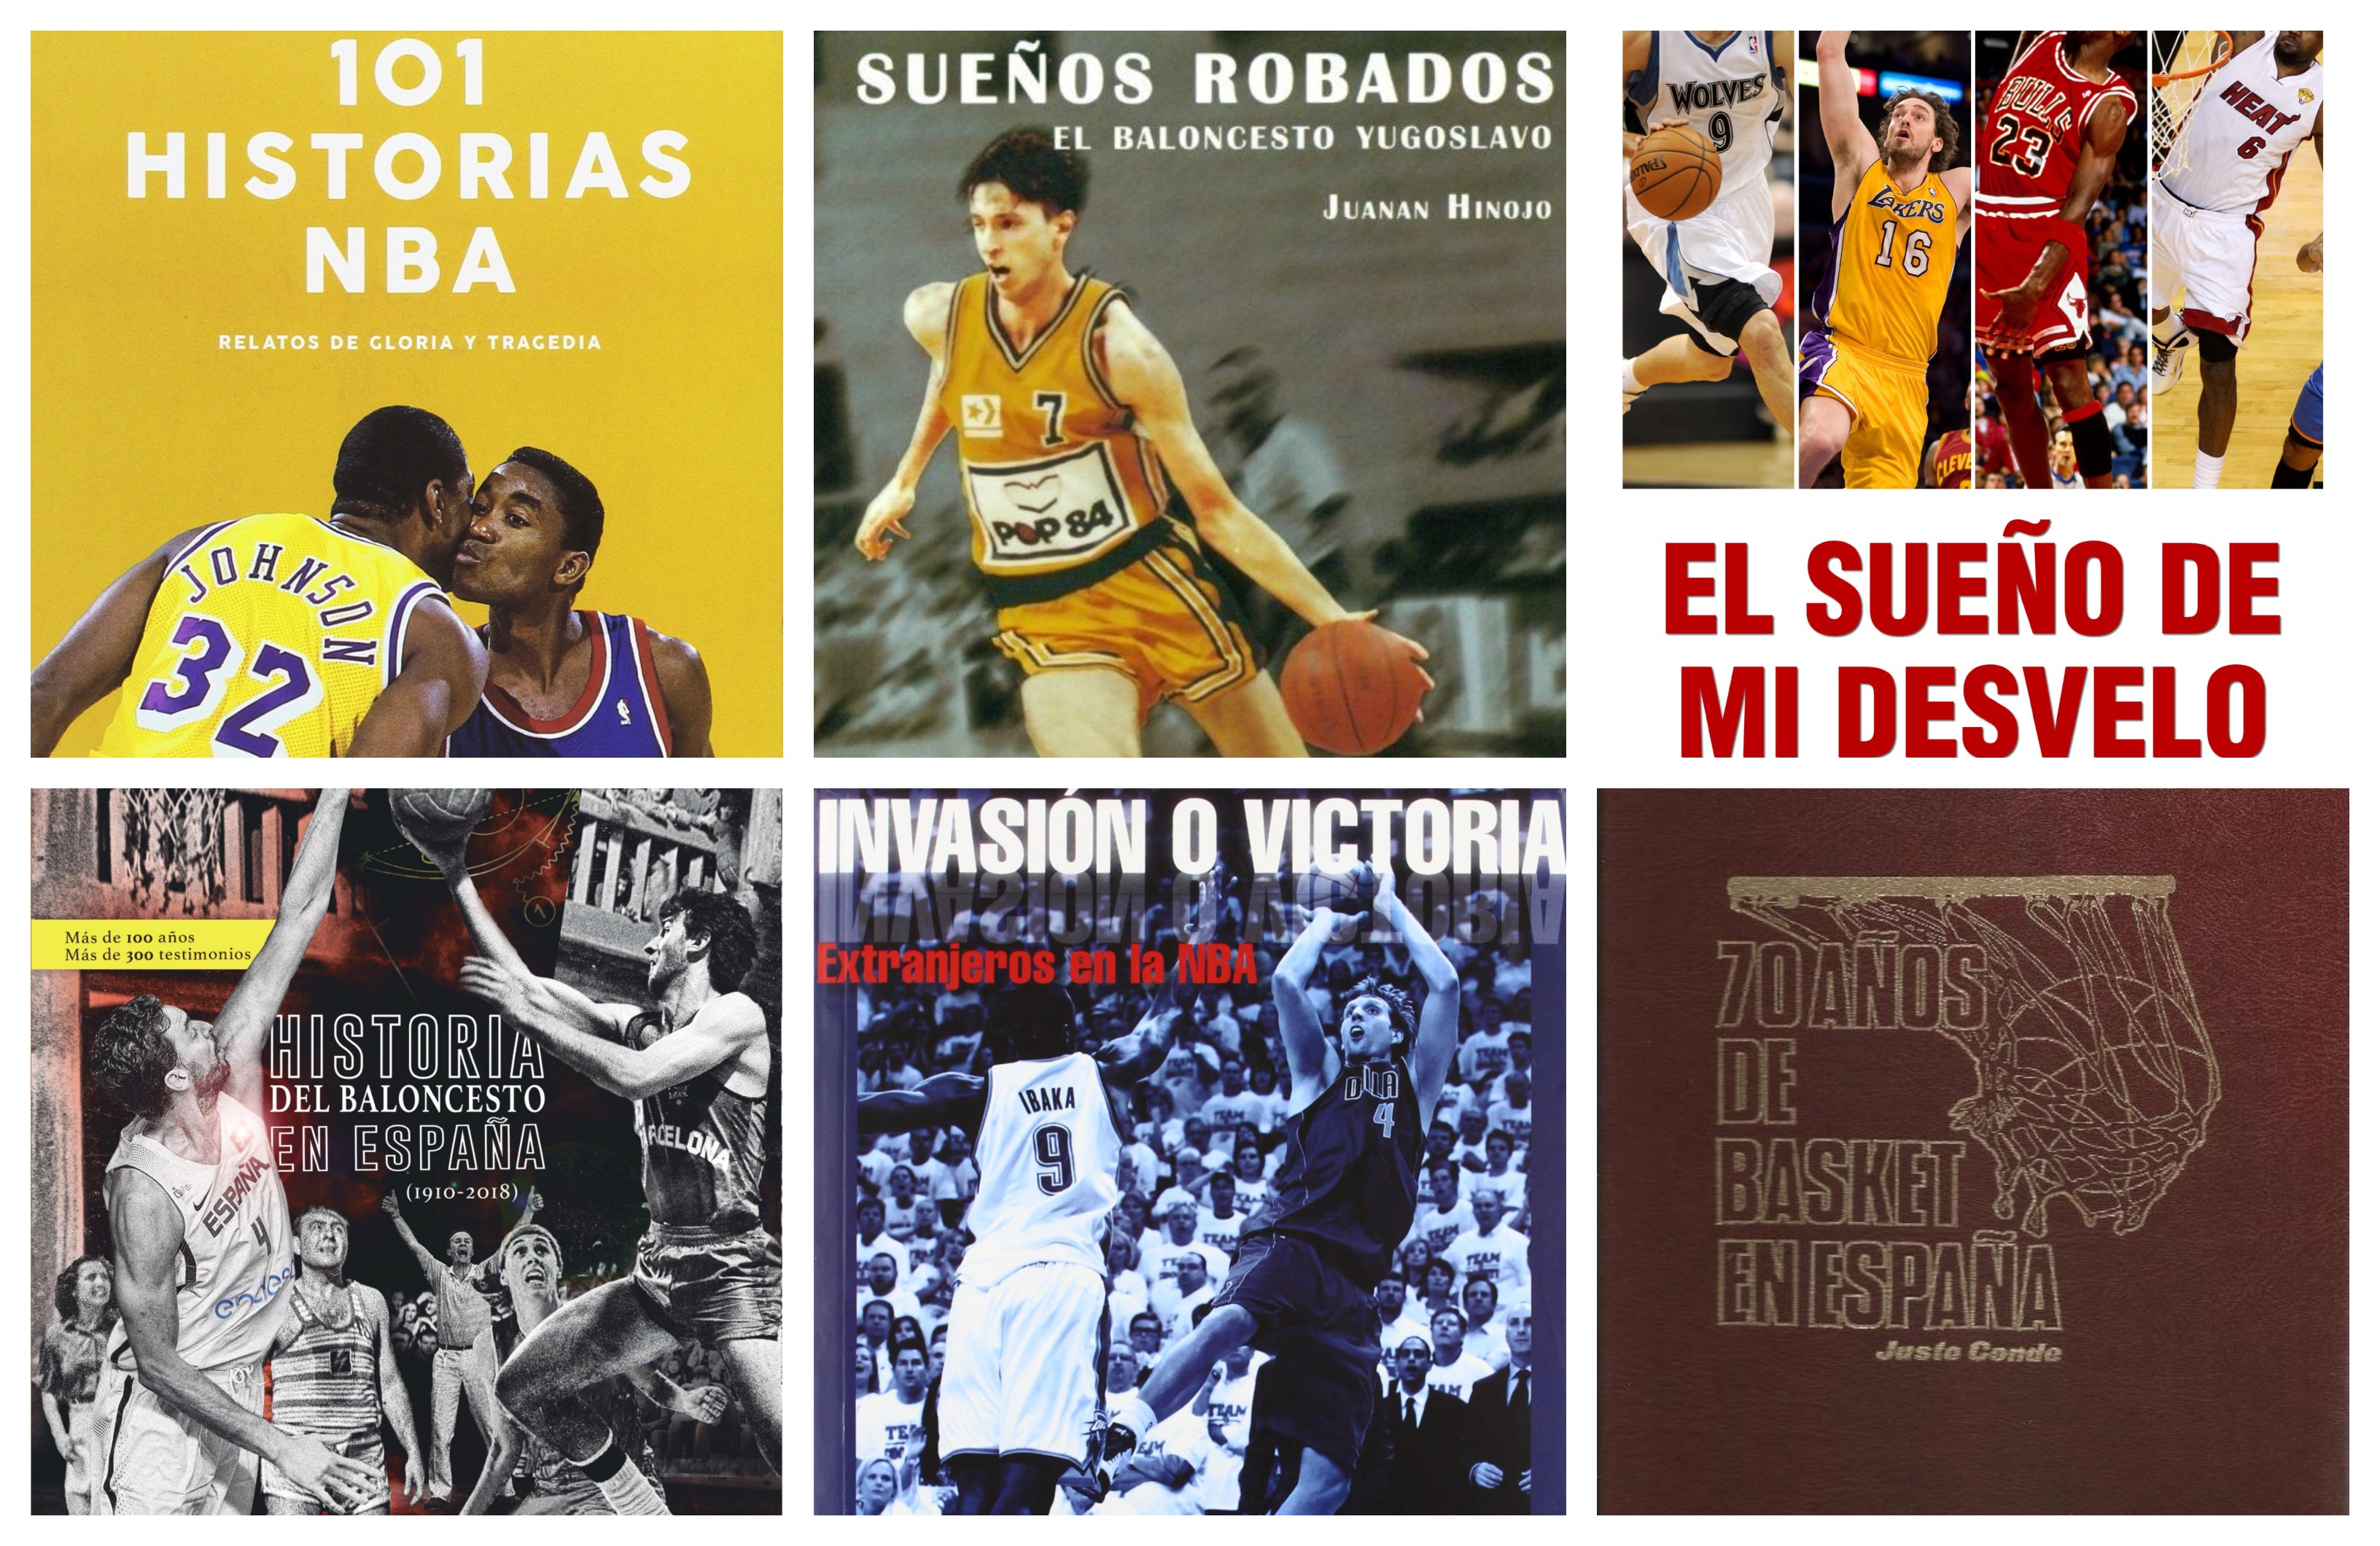 101
HISTORIAS
NBA
RELATOS DE GLORIA Y TRAGEDIA
JOHNSON
32
SUEÑOS ROBADOS
EL BALONCESTO YUGOSLAVO
JUANAN HINOJO
7
POP 84
WOLVES
9
LAKERS
16
BULLS
23
HEAT
6
CLEVE
EL SUEÑO DE
MI DESVELO
Más de 100 años
Más de 300 testimonios
HISTORIA
DEL BALONCESTO
EN ESPAÑA
(1910-2018)
ESPAÑA
4
RCELONA
INVASIÓN O VICTORIA
Extranjeros en la NBA
IBAKA
9
4
TEAM
70 AÑOS
DE
BASKET
EN ESPAÑA
Justo Conde